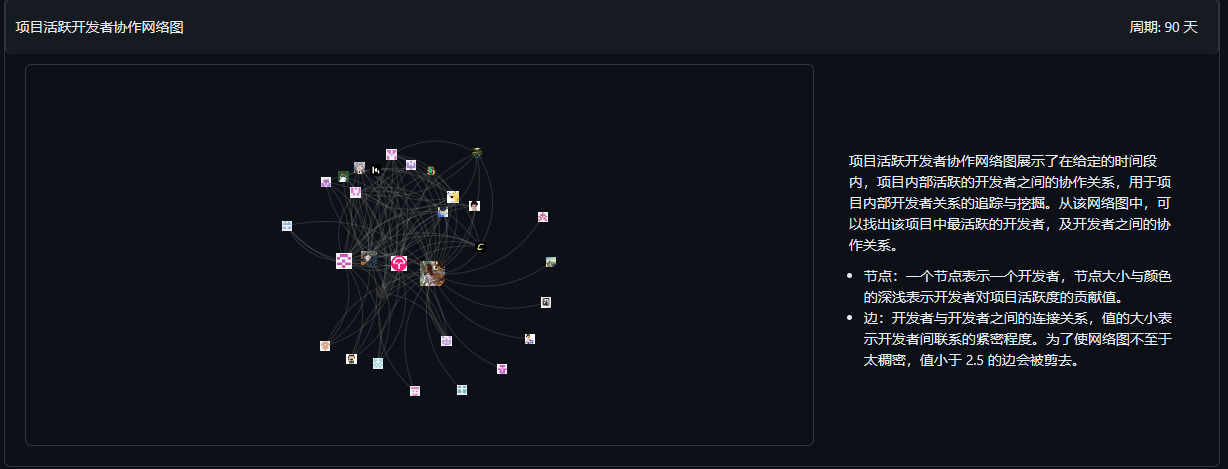 项目活跃开发者协作网络图
周期: 90 天
项目活跃开发者协作网络图展示了在给定的时间段
内，项目内部活跃的开发者之间的协作关系，用于项
目内部开发者关系的追踪与挖掘。从该网络图中，可
以找出该项目中最活跃的开发者，及开发者之间的协
作关系。
节点：一个节点表示一个开发者，节点大小与颜色
的深浅表示开发者对项目活跃度的贡献值。
边：开发者与开发者之间的连接关系，值的大小表
示开发者间联系的紧密程度。为了使网络图不至于
太稠密，值小于 2.5 的边会被剪去。